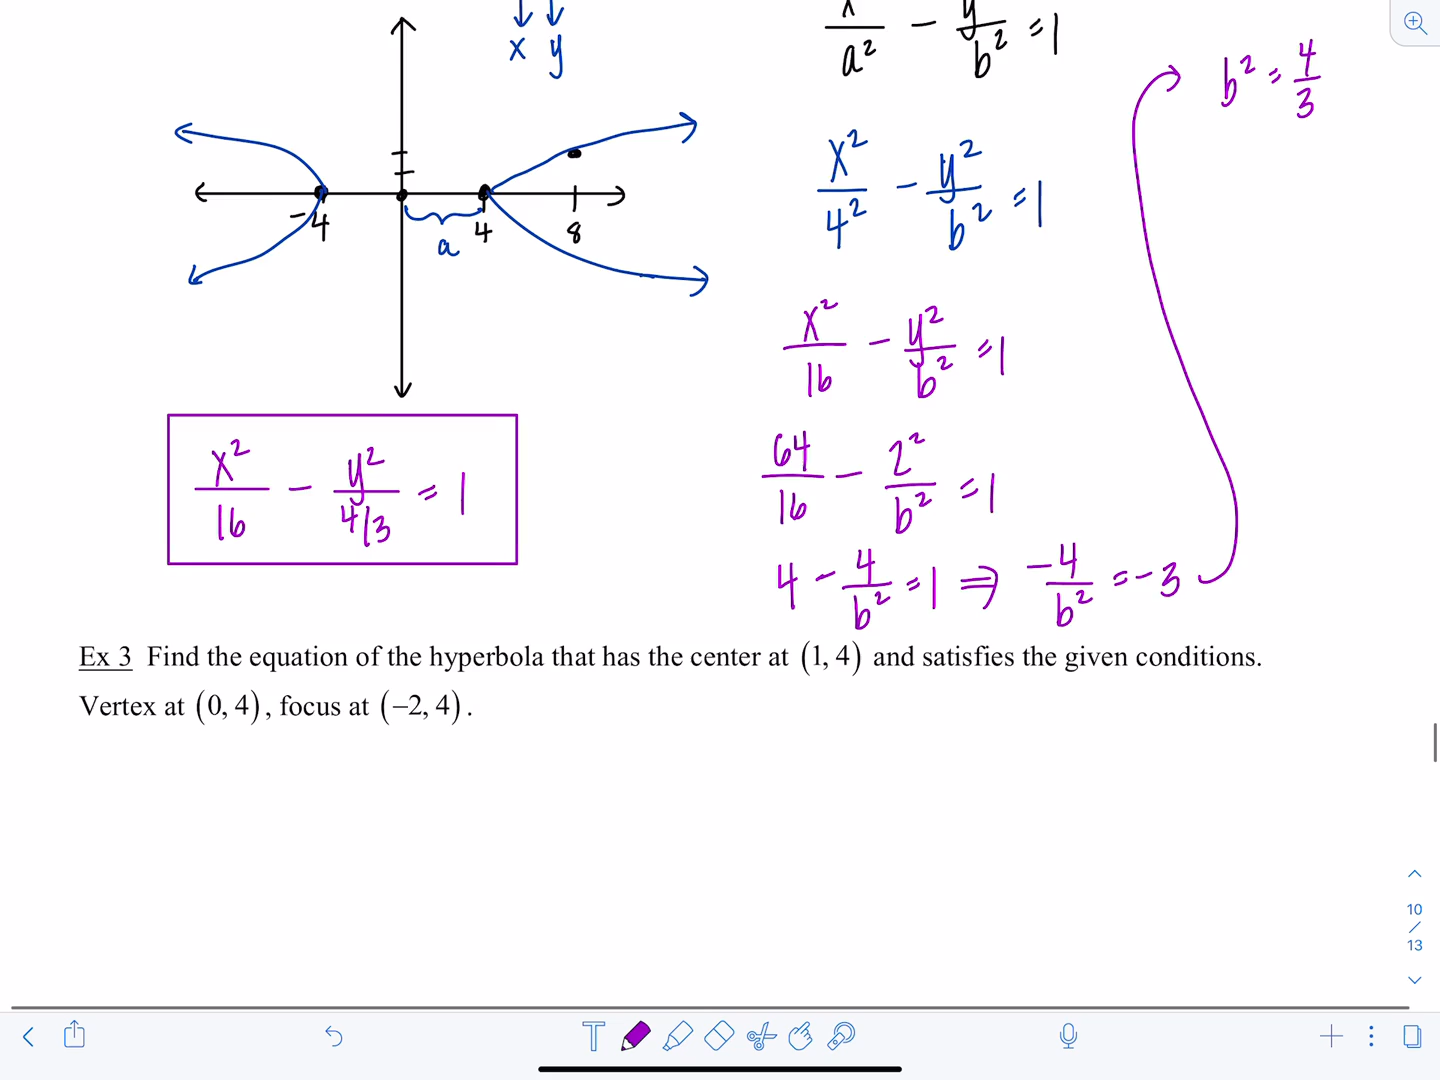 x y
x/a² − y/b² = 1
b² = 4/3
x²/4² − y²/b² = 1
−4 a 4 8
x²/16 − y²/b² = 1
x²/16 − y²/4/3 = 1
64/16 − 2²/b² = 1
4 − 4/b² = 1 ⇒ −4/b² = −3
Ex 3 Find the equation of the hyperbola that has the center at (1, 4) and satisfies the given conditions.
Vertex at (0, 4), focus at (−2, 4).
10
/
13
T